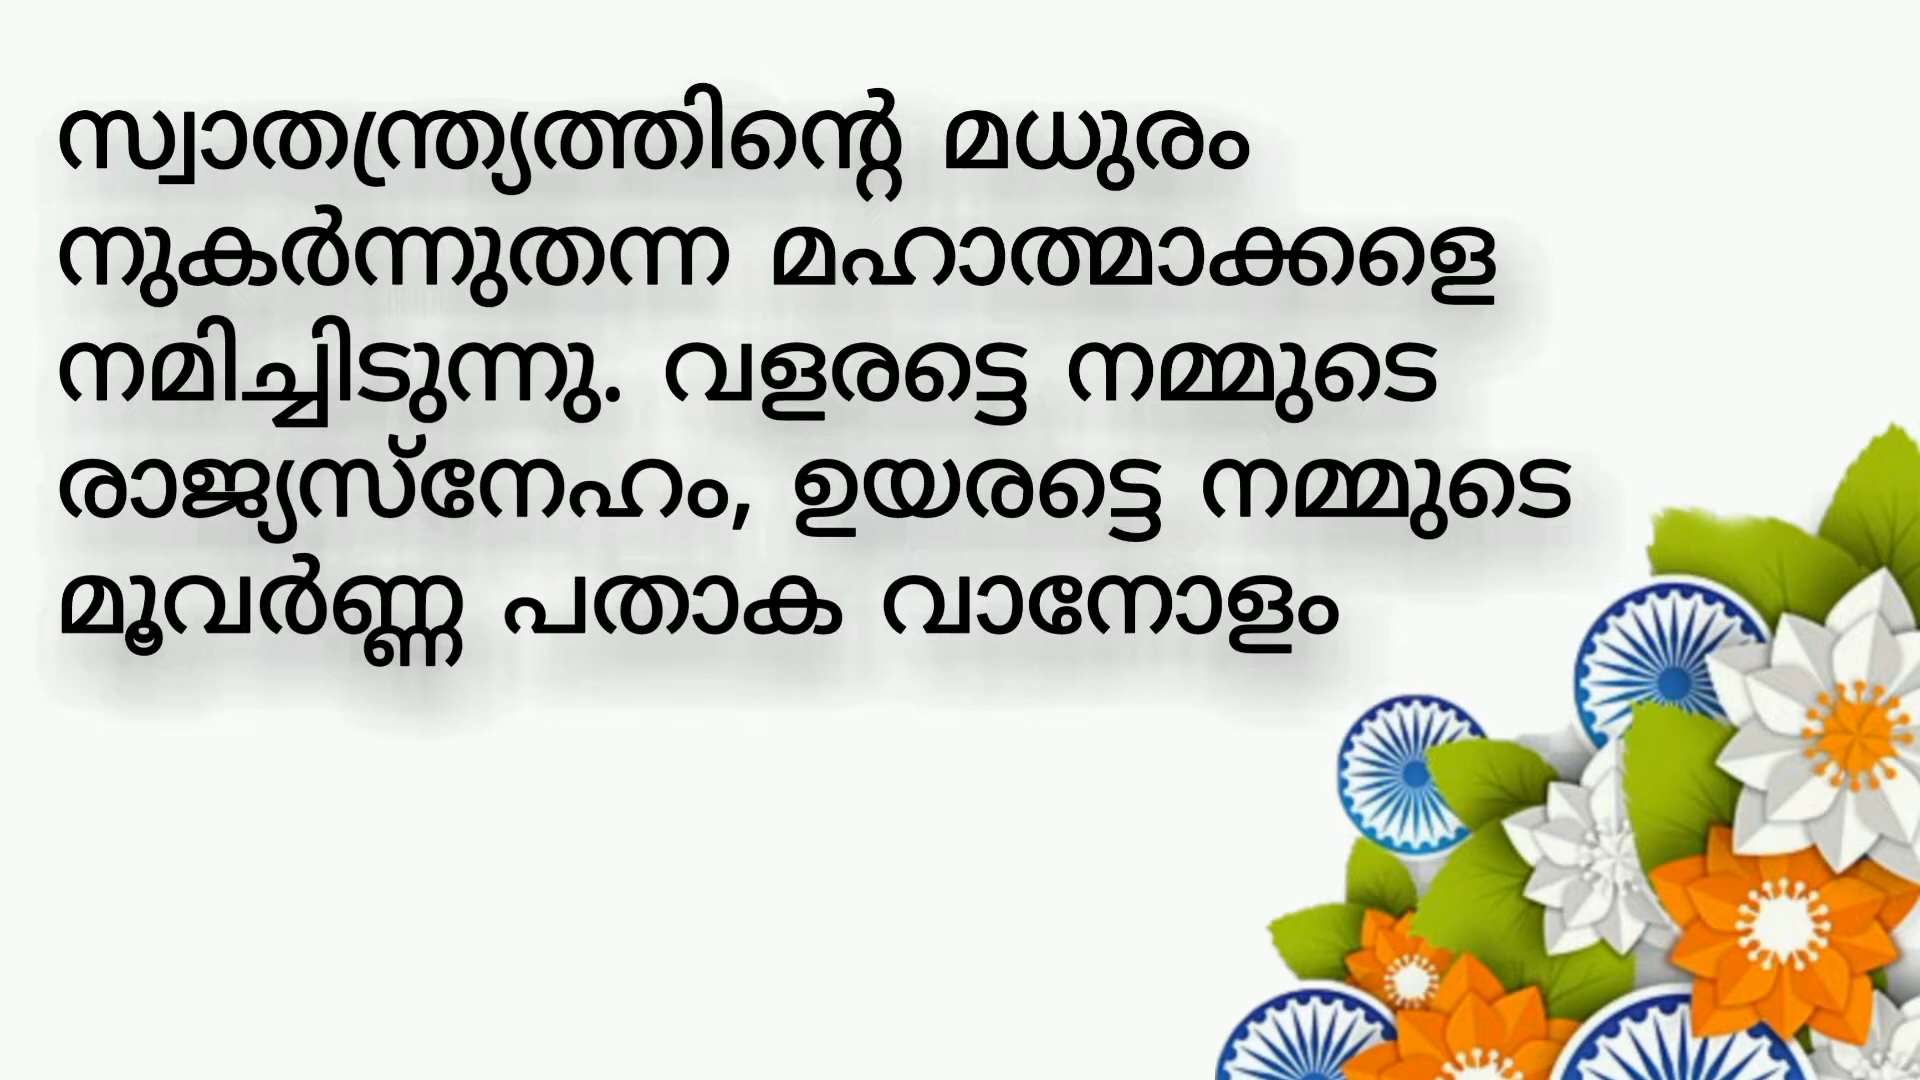 സ്വാതന്ത്ര്യത്തിന്റെ മധുരം
നുകർന്നുതന്ന മഹാത്മാക്കളെ
നമിച്ചിടുന്നു. വളരട്ടെ നമ്മുടെ
രാജ്യസ്നേഹം, ഉയരട്ടെ നമ്മുടെ
മൂവർണ്ണ പതാക വാനോളം